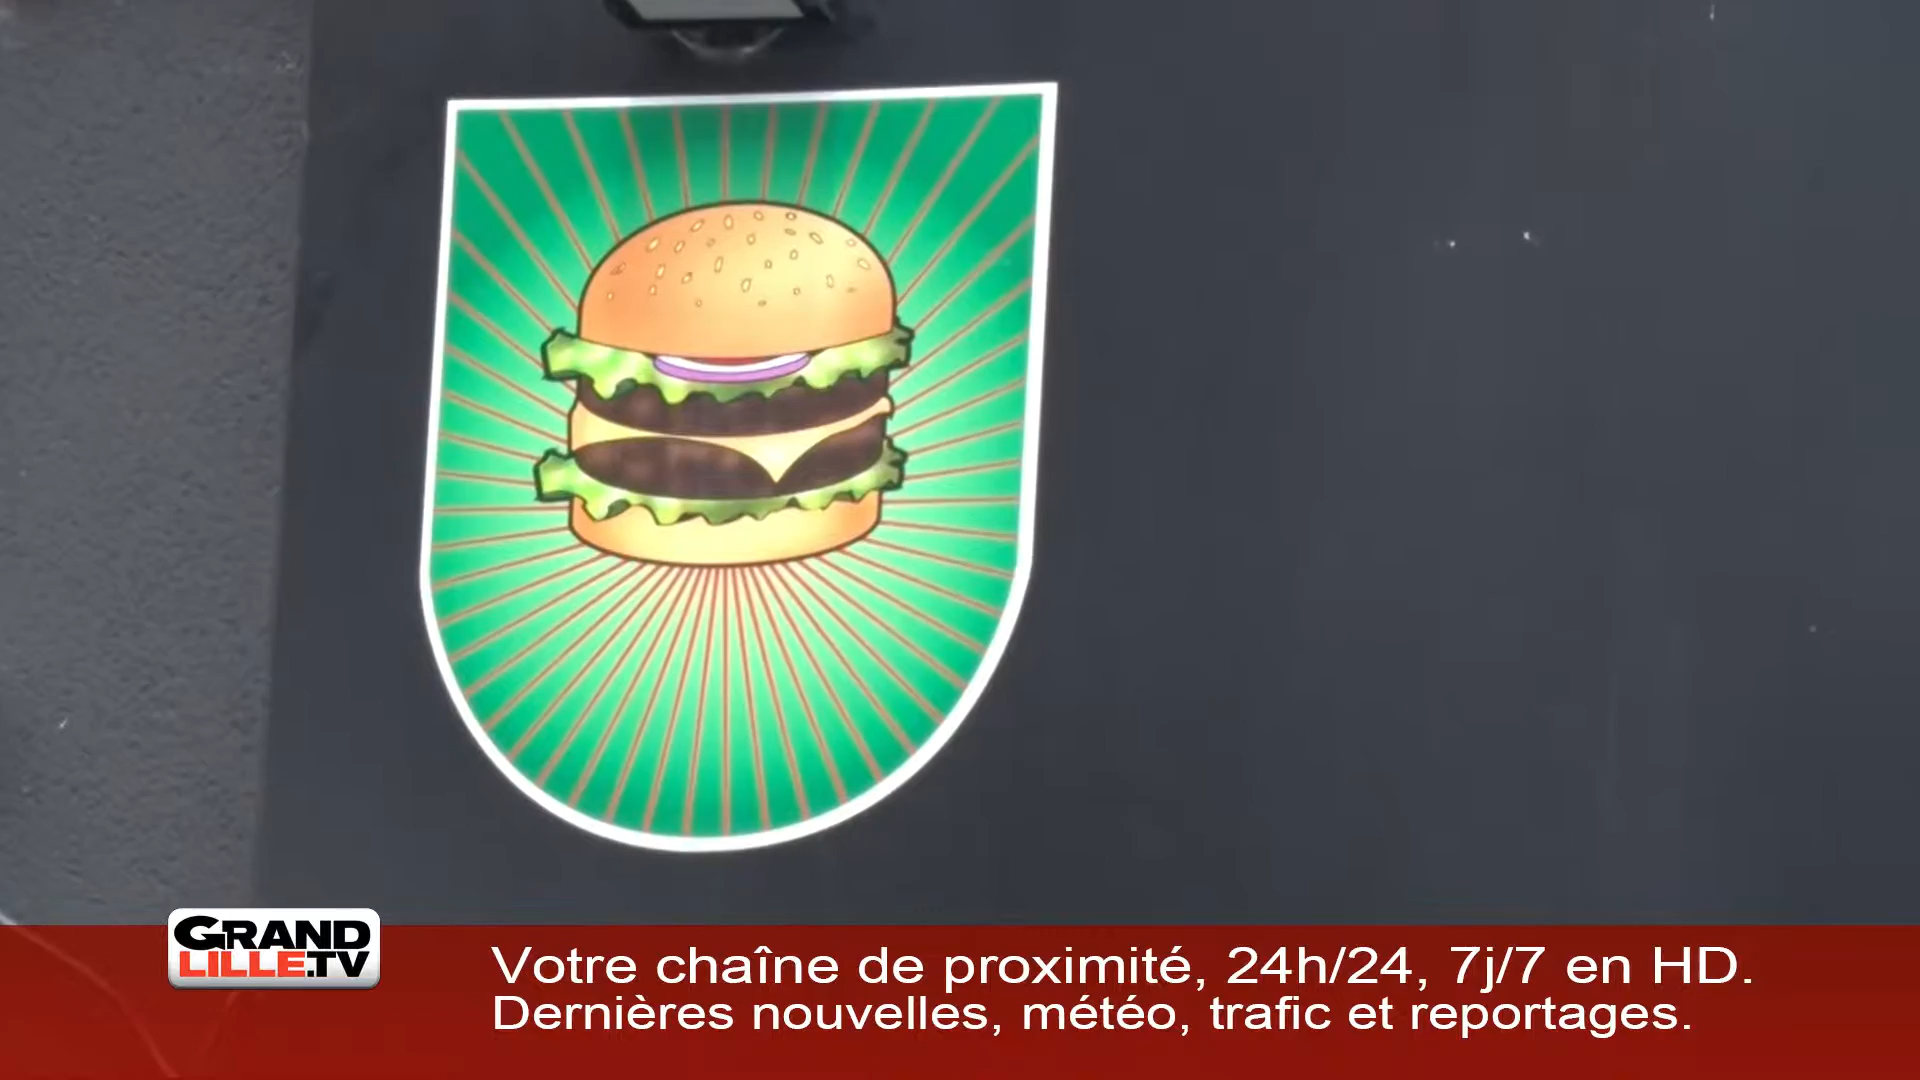 GRAND
LILLE.TV
Votre chaîne de proximité, 24h/24, 7j/7 en HD.
Dernières nouvelles, météo, trafic et reportages.